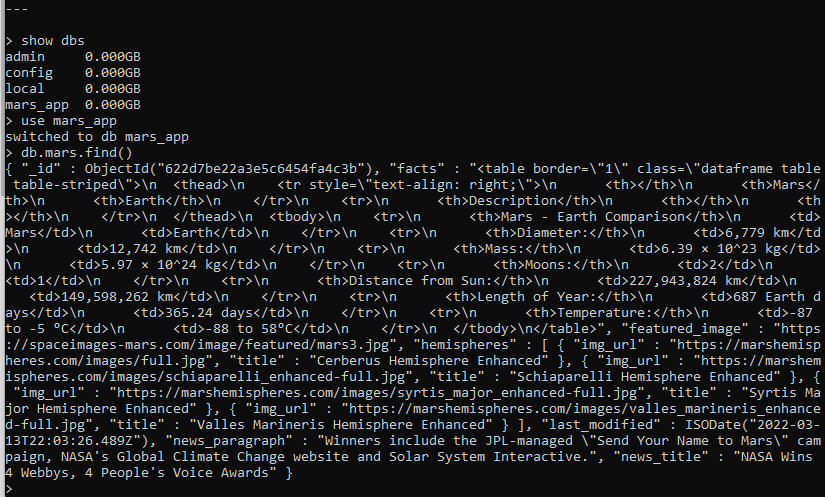 ---
> show dbs
admin     0.000GB
config    0.000GB
local     0.000GB
mars_app  0.000GB
> use mars_app
switched to db mars_app
> db.mars.find()
{ "_id" : ObjectId("622d7be22a3e5c6454fa4c3b"), "facts" : "<table border=\"1\" class=\"dataframe table
 table-striped\">\n  <thead>\n    <tr style=\"text-align: right;\">\n      <th></th>\n      <th>Mars</
th>\n      <th>Earth</th>\n    </tr>\n    <tr>\n      <th>Description</th>\n      <th></th>\n      <th
></th>\n    </tr>\n  </thead>\n  <tbody>\n    <tr>\n      <th>Mars - Earth Comparison</th>\n      <td>
Mars</td>\n      <td>Earth</td>\n    </tr>\n    <tr>\n      <th>Diameter:</th>\n      <td>6,779 km</td
>\n      <td>12,742 km</td>\n    </tr>\n    <tr>\n      <th>Mass:</th>\n      <td>6.39 × 10^23 kg</td>
\n      <td>5.97 × 10^24 kg</td>\n    </tr>\n    <tr>\n      <th>Moons:</th>\n      <td>2</td>\n     
<td>1</td>\n    </tr>\n    <tr>\n      <th>Distance from Sun:</th>\n      <td>227,943,824 km</td>\n   
   <td>149,598,262 km</td>\n    </tr>\n    <tr>\n      <th>Length of Year:</th>\n      <td>687 Earth d
ays</td>\n      <td>365.24 days</td>\n    </tr>\n    <tr>\n      <th>Temperature:</th>\n      <td>-87 
to -5 °C</td>\n      <td>-88 to 58°C</td>\n    </tr>\n  </tbody>\n</table>", "featured_image" : "https
://spaceimages-mars.com/image/featured/mars3.jpg", "hemispheres" : [ { "img_url" : "https://marshemisp
heres.com/images/full.jpg", "title" : "Cerberus Hemisphere Enhanced" }, { "img_url" : "https://marshem
ispheres.com/images/schiaparelli_enhanced-full.jpg", "title" : "Schiaparelli Hemisphere Enhanced" }, {
 "img_url" : "https://marshemispheres.com/images/syrtis_major_enhanced-full.jpg", "title" : "Syrtis Ma
jor Hemisphere Enhanced" }, { "img_url" : "https://marshemispheres.com/images/valles_marineris_enhance
d-full.jpg", "title" : "Valles Marineris Hemisphere Enhanced" } ], "last_modified" : ISODate("2022-03-
13T22:03:26.489Z"), "news_paragraph" : "Winners include the JPL-managed \"Send Your Name to Mars\" cam
paign, NASA's Global Climate Change website and Solar System Interactive.", "news_title" : "NASA Wins 
4 Webbys, 4 People's Voice Awards" }
>